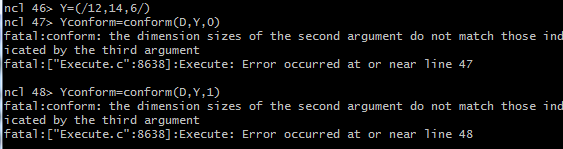 ncl 46> Y=(/12,14,6/)
ncl 47> Yconform=conform(D,Y,0)
fatal:conform: the dimension sizes of the second argument do not match those ind
icated by the third argument
fatal:["Execute.c":8638]:Execute: Error occurred at or near line 47
ncl 48> Yconform=conform(D,Y,1)
fatal:conform: the dimension sizes of the second argument do not match those ind
icated by the third argument
fatal:["Execute.c":8638]:Execute: Error occurred at or near line 48